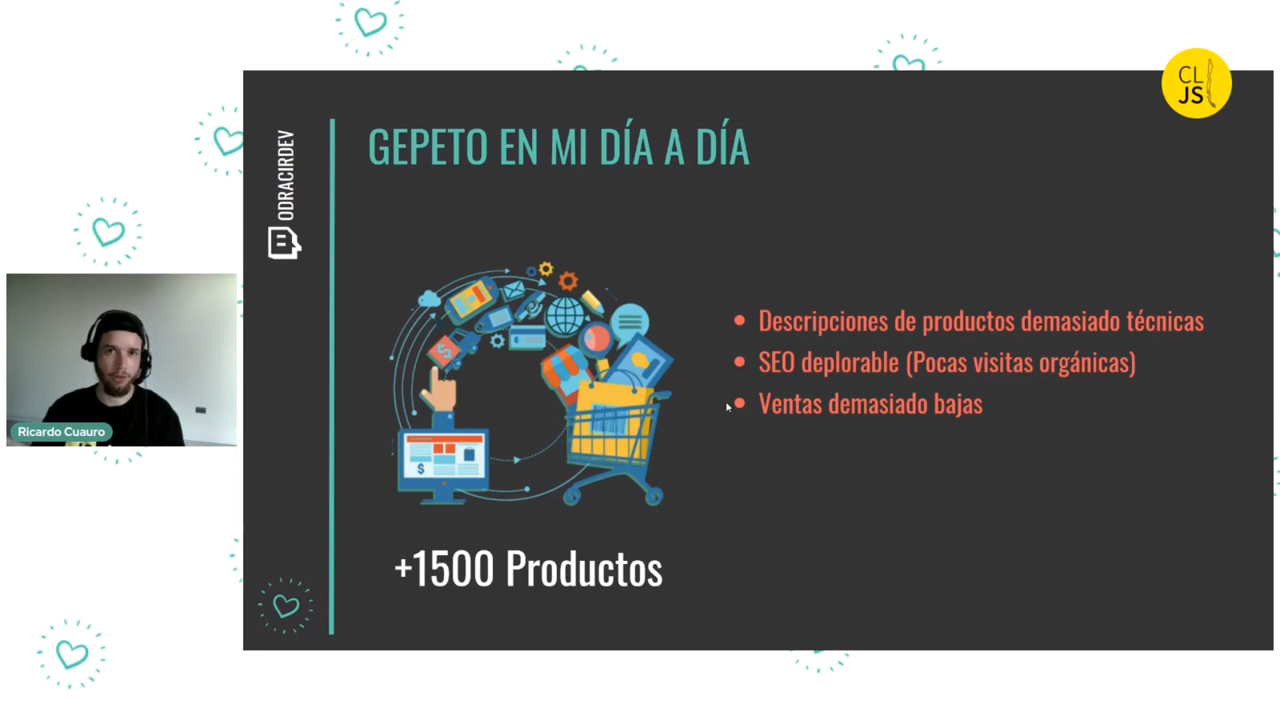 CL
JS
GEPETO EN MI DÍA A DÍA
ODRACIRDEV
Descripciones de productos demasiado técnicas
SEO deplorable (Pocas visitas orgánicas)
Ventas demasiado bajas
$
$
Ricardo Cuauro
+1500 Productos